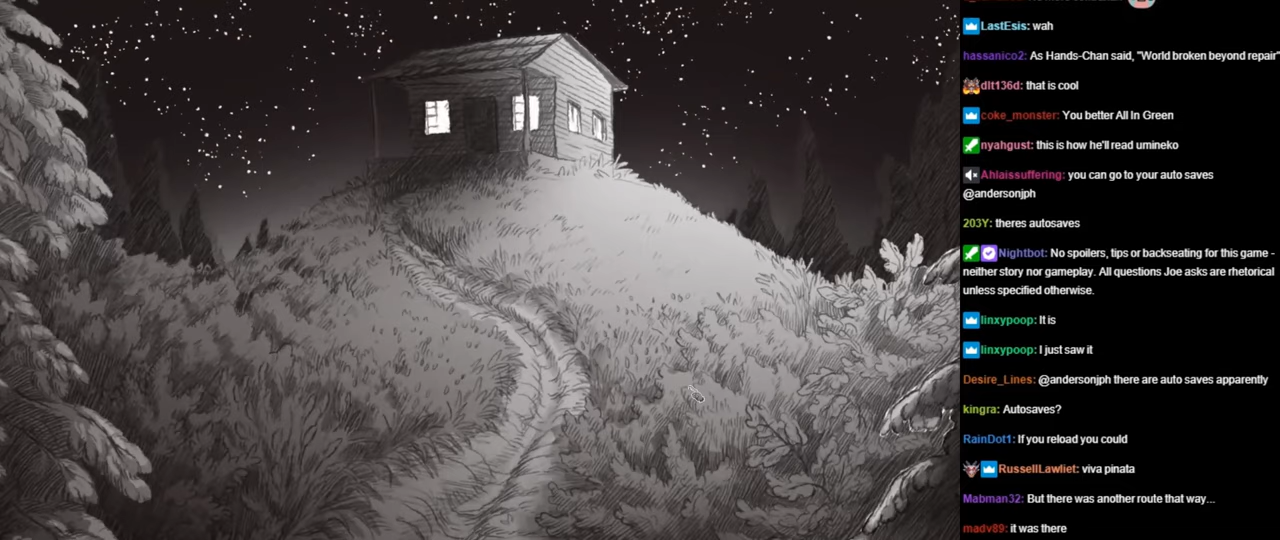 LastEsis: wah
hassanico2: As Hands-Chan said, "World broken beyond repair"
dlt136d: that is cool
coke_monster: You better All In Green
nyahgust: this is how he'll read umineko
Ahlaissuffering: you can go to your auto saves
@andersonjph
203Y: theres autosaves
Nightbot: No spoilers, tips or backseating for this game -
neither story nor gameplay. All questions Joe asks are rhetorical
unless specified otherwise.
linxypoop: It is
linxypoop: I just saw it
Desire_Lines: @andersonjph there are auto saves apparently
kingra: Autosaves?
RainDot1: If you reload you could
RussellLawliet: viva pinata
Mabman32: But there was another route that way...
madv89: it was there